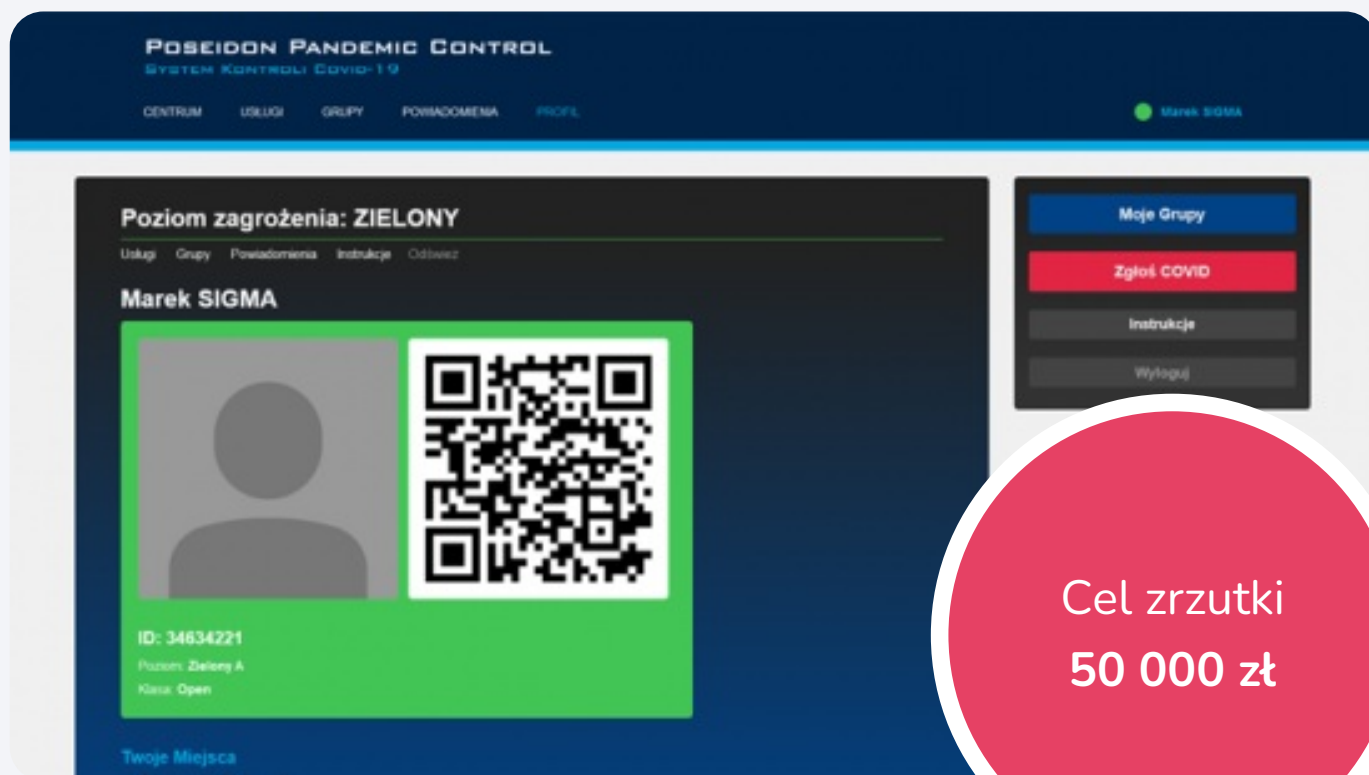 POSEIDON PANDEMIC CONTROL
SYSTEM KONTROLI COVID-19
CENTRUM USŁUGI GRUPY POWIADOMIENIA PROFIL
Marek SIGMA
Poziom zagrożenia: ZIELONY
Usługi Grupy Powiadomienia Instrukcje Odśwież
Marek SIGMA
ID: 34634221
Poziom: Zielony A
Klasa: Open
Twoje Miejsca
Moje Grupy
Zgłoś COVID
Instrukcje
Wyloguj
Cel zrzutki
50 000 zł